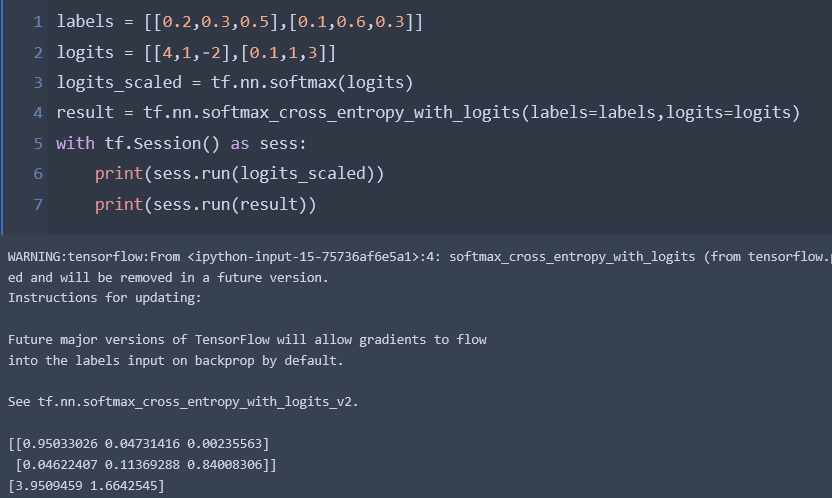 1 labels = [[0.2,0.3,0.5],[0.1,0.6,0.3]]
2 logits = [[4,1,-2],[0.1,1,3]]
3 logits_scaled = tf.nn.softmax(logits)
4 result = tf.nn.softmax_cross_entropy_with_logits(labels=labels,logits=logits)
5 with tf.Session() as sess:
6     print(sess.run(logits_scaled))
7     print(sess.run(result))
WARNING:tensorflow:From <ipython-input-15-75736af6e5a1>:4: softmax_cross_entropy_with_logits (from tensorflow.
ed and will be removed in a future version.
Instructions for updating:
Future major versions of TensorFlow will allow gradients to flow
into the labels input on backprop by default.
See tf.nn.softmax_cross_entropy_with_logits_v2.
[[0.95033026 0.04731416 0.00235563]
 [0.04622407 0.11369288 0.84008306]]
[3.9509459 1.6642545]